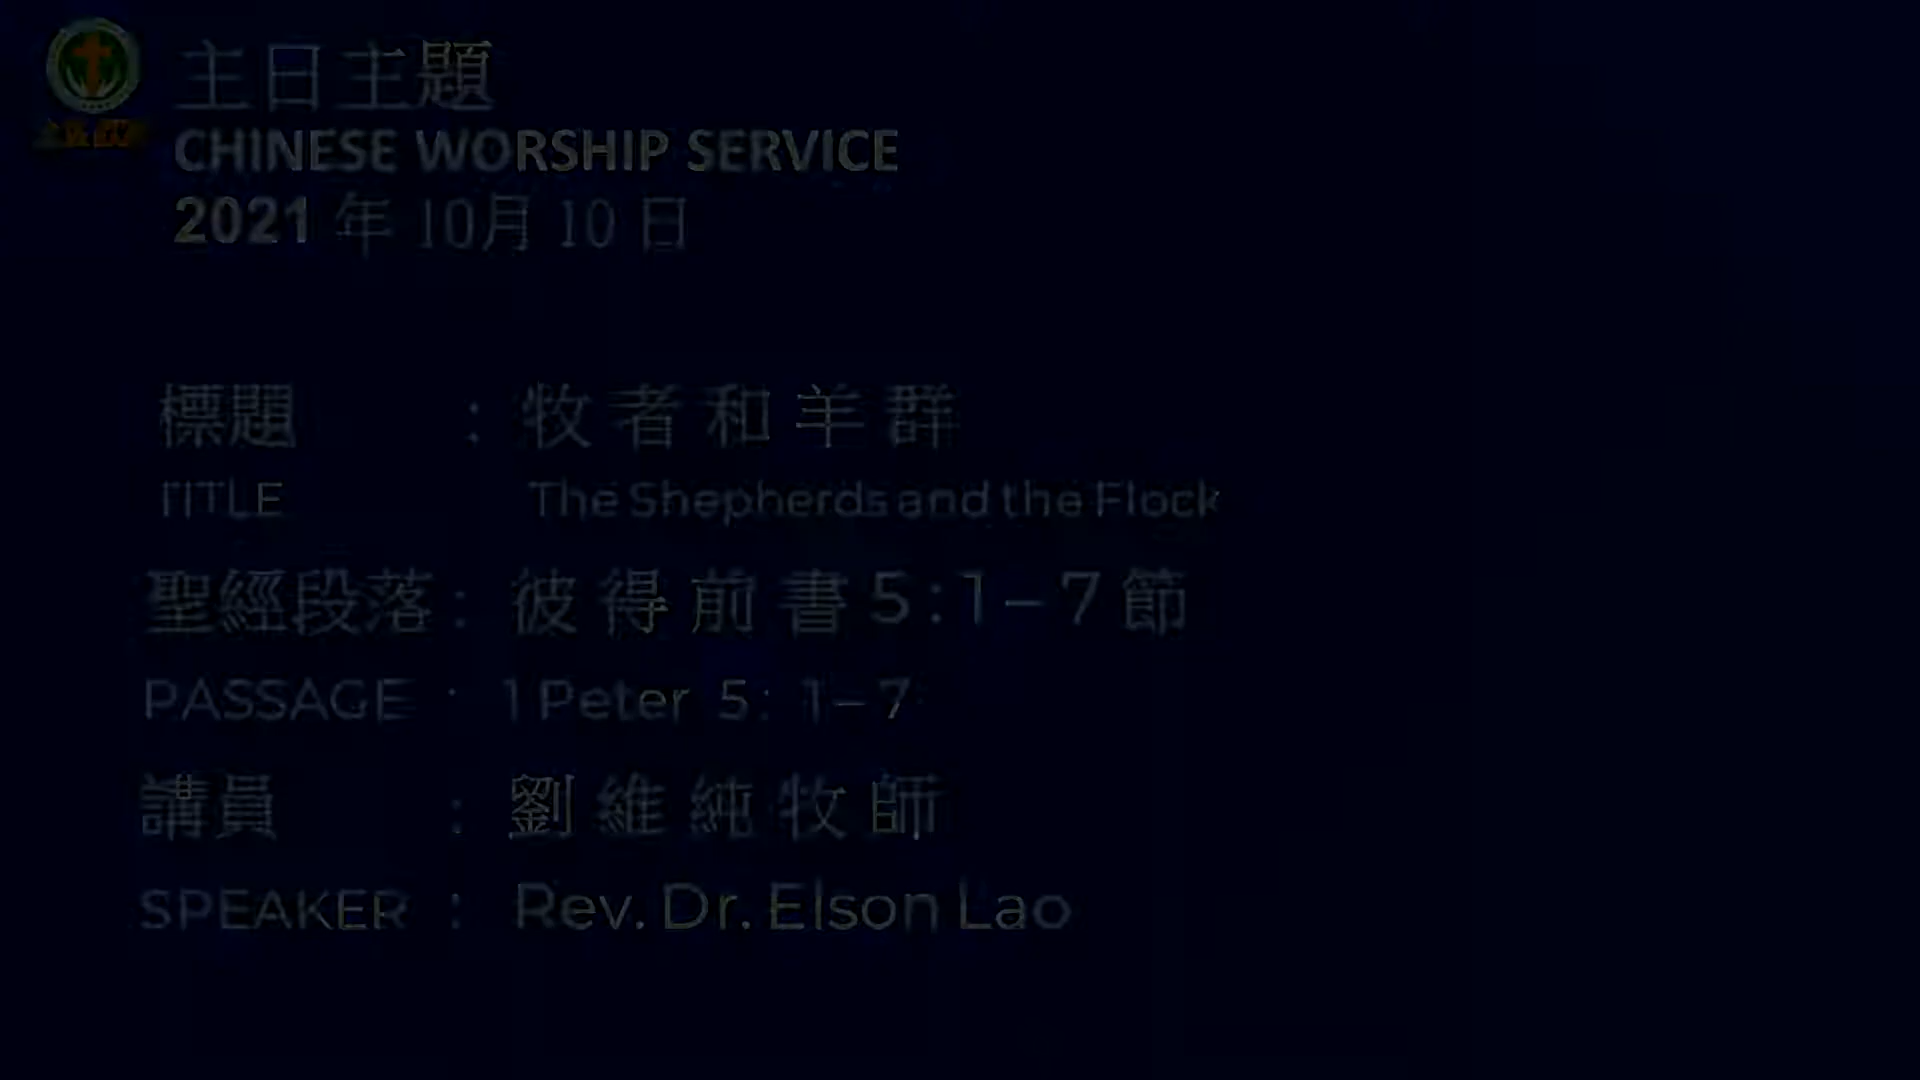 主日主題
CHINESE WORSHIP SERVICE
2021 年 10月 10 日
標題 : 牧者和羊群
TITLE The Shepherds and the Flock
聖經段落 : 彼得前書 5:1–7 節
PASSAGE : 1 Peter 5: 1–7
講員 : 劉維純牧師
SPEAKER : Rev. Dr. Elson Lao